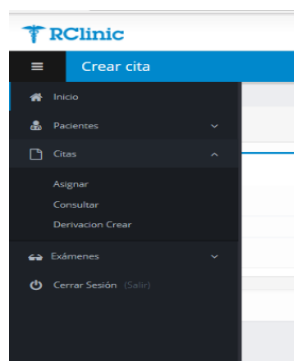 RClinic
Crear cita
Inicio
Pacientes
Citas
Asignar
Consultar
Derivacion Crear
Exámenes
Cerrar Sesión (Salir)